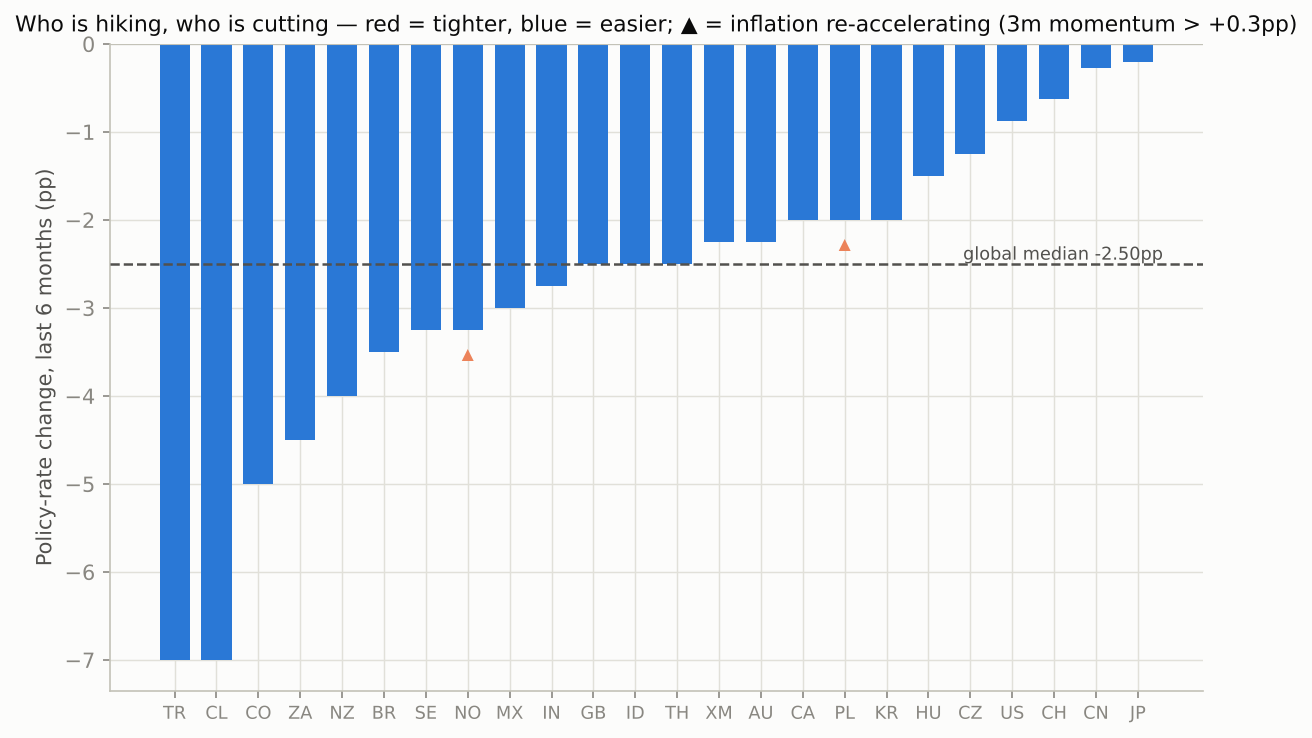 Who is hiking, who is cutting — red = tighter, blue = easier; ▲ = inflation re-accelerating (3m momentum > +0.3pp)
Policy-rate change, last 6 months (pp)
0
−1
−2
−3
−4
−5
−6
−7
global median -2.50pp
TR CL CO ZA NZ BR SE NO MX IN GB ID TH XM AU CA PL KR HU CZ US CH CN JP